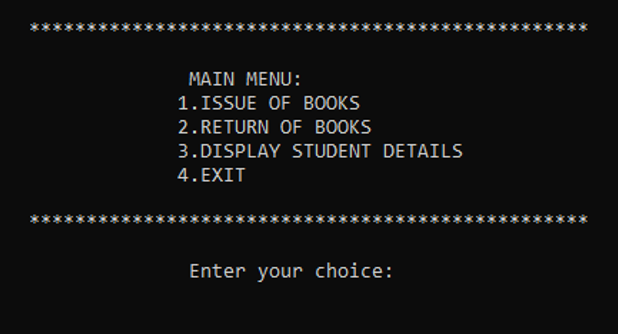 *************************************************
MAIN MENU:
1.ISSUE OF BOOKS
2.RETURN OF BOOKS
3.DISPLAY STUDENT DETAILS
4.EXIT
*************************************************
Enter your choice: